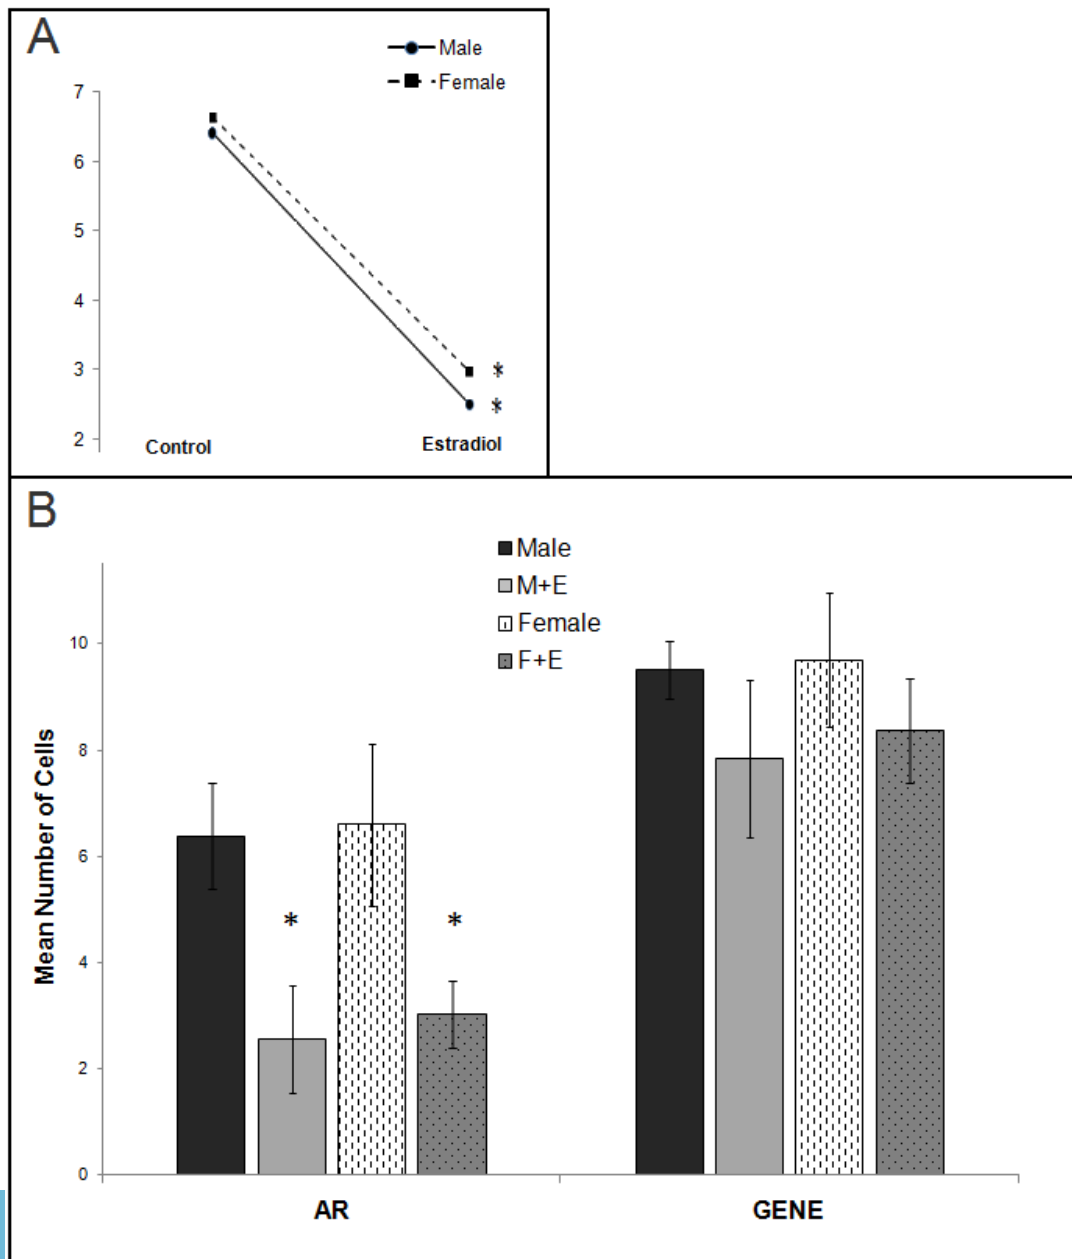 A
Male
Female
7
6
5
4
3
2
*
*
Control
Estradiol
B
Male
M+E
Female
F+E
Mean Number of Cells
10
8
6
4
2
0
*
*
AR
GENE